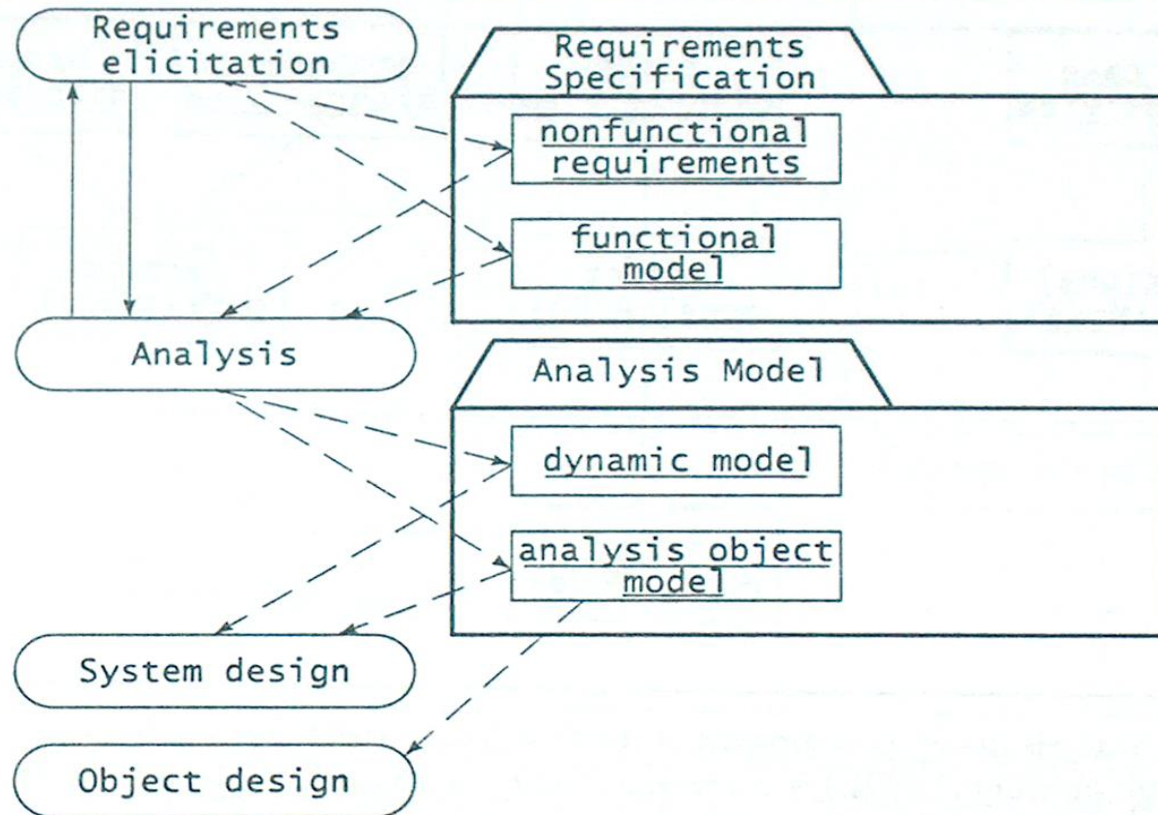 Requirements
elicitation
Requirements
Specification
nonfunctional
requirements
functional
model
Analysis
Analysis Model
dynamic model
analysis object
model
System design
Object design